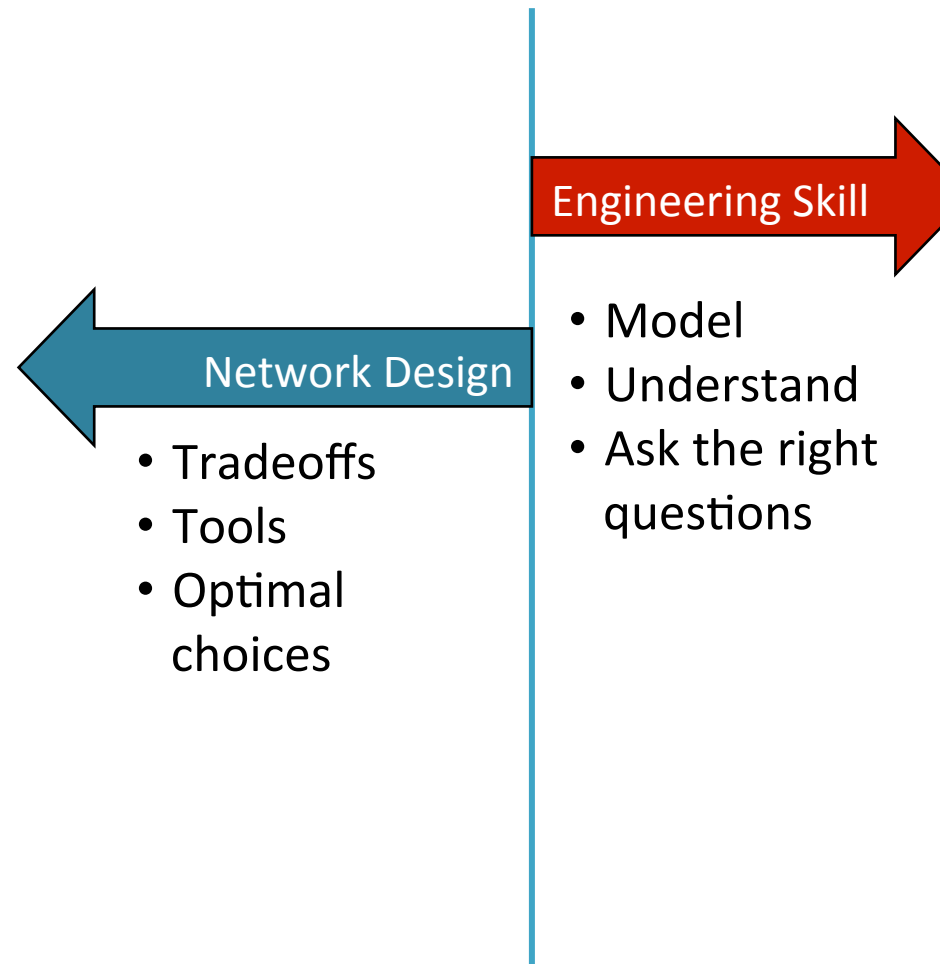 Engineering Skill
• Model
• Understand
• Ask the right
questions
Network Design
• Tradeoffs
• Tools
• Optimal
choices